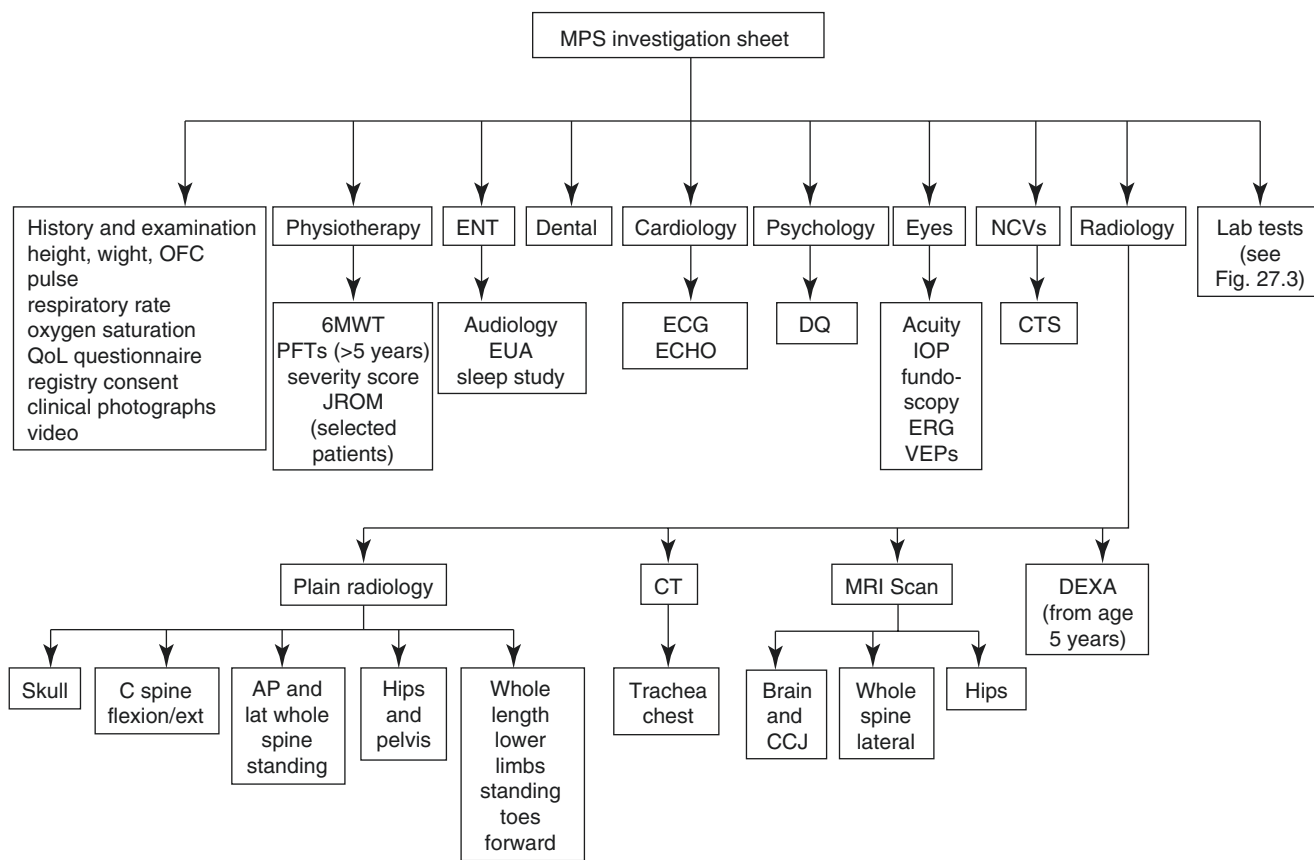 MPS investigation sheet
History and examination
height, wight, OFC
pulse
respiratory rate
oxygen saturation
QoL questionnaire
registry consent
clinical photographs
video
Physiotherapy
6MWT
PFTs (>5 years)
severity score
JROM
(selected
patients)
ENT
Audiology
EUA
sleep study
Dental
Cardiology
ECG
ECHO
Psychology
DQ
Eyes
Acuity
IOP
fundo-
scopy
ERG
VEPs
NCVs
CTS
Radiology
Lab tests
(see
Fig. 27.3)
Plain radiology
Skull
C spine
flexion/ext
AP and
lat whole
spine
standing
Hips
and
pelvis
Whole
length
lower
limbs
standing
toes
forward
CT
Trachea
chest
MRI Scan
Brain
and
CCJ
Whole
spine
lateral
Hips
DEXA
(from age
5 years)